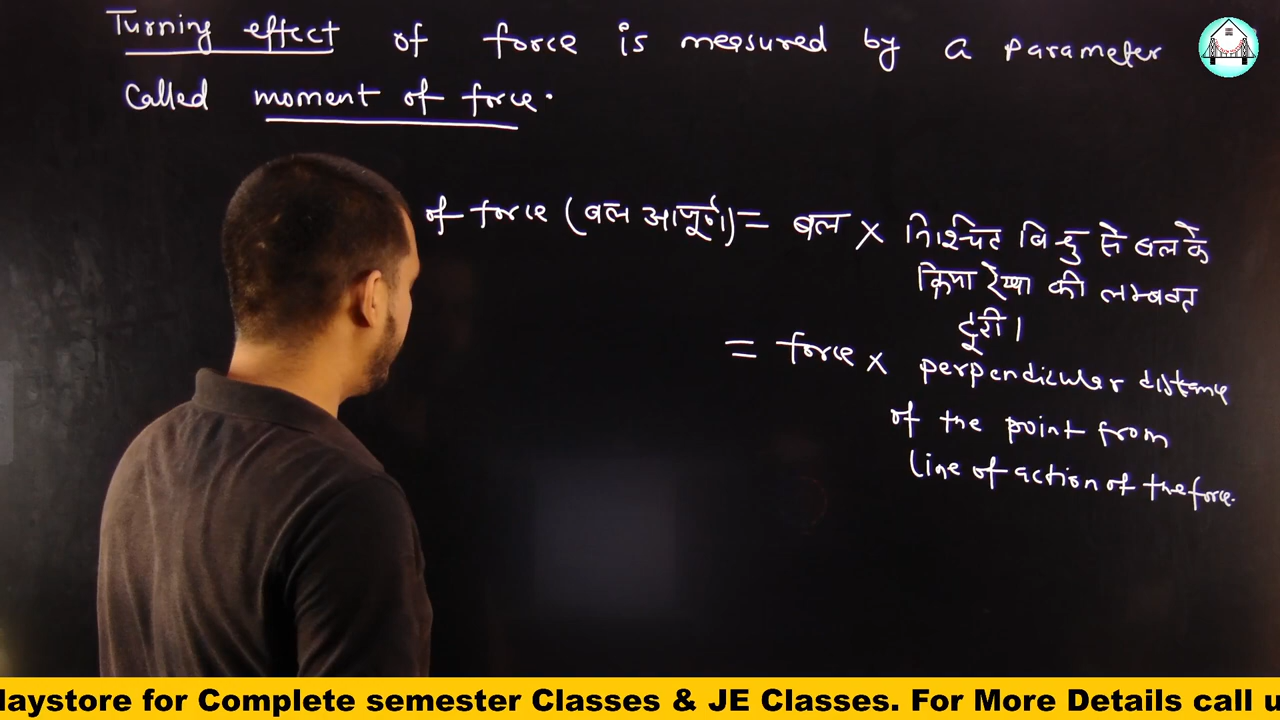 Turning effect of force is measured by a parameter
Called moment of force.
of force (बल आघूर्ण) = बल × निश्चित बिन्दु से बल के
क्रिया रेखा की लम्बवत
दूरी।
= force × perpendicular distance
of the point from
line of action of the force.
laystore for Complete semester Classes & JE Classes. For More Details call u